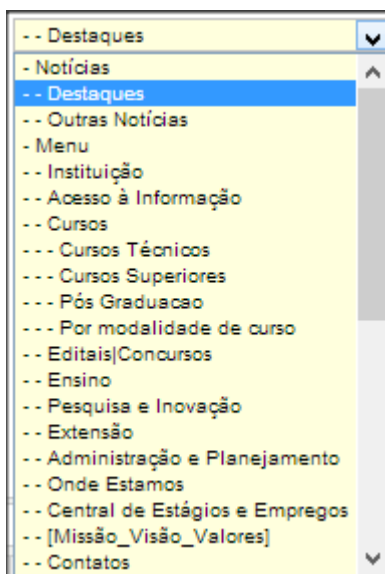 - - Destaques
- Notícias
- - Destaques
- - Outras Notícias
- Menu
- - Instituição
- - Acesso à Informação
- - Cursos
- - - Cursos Técnicos
- - - Cursos Superiores
- - - Pós Graduacao
- - - Por modalidade de curso
- - Editais|Concursos
- - Ensino
- - Pesquisa e Inovação
- - Extensão
- - Administração e Planejamento
- - Onde Estamos
- - Central de Estágios e Empregos
- - [Missão_Visão_Valores]
- - Contatos